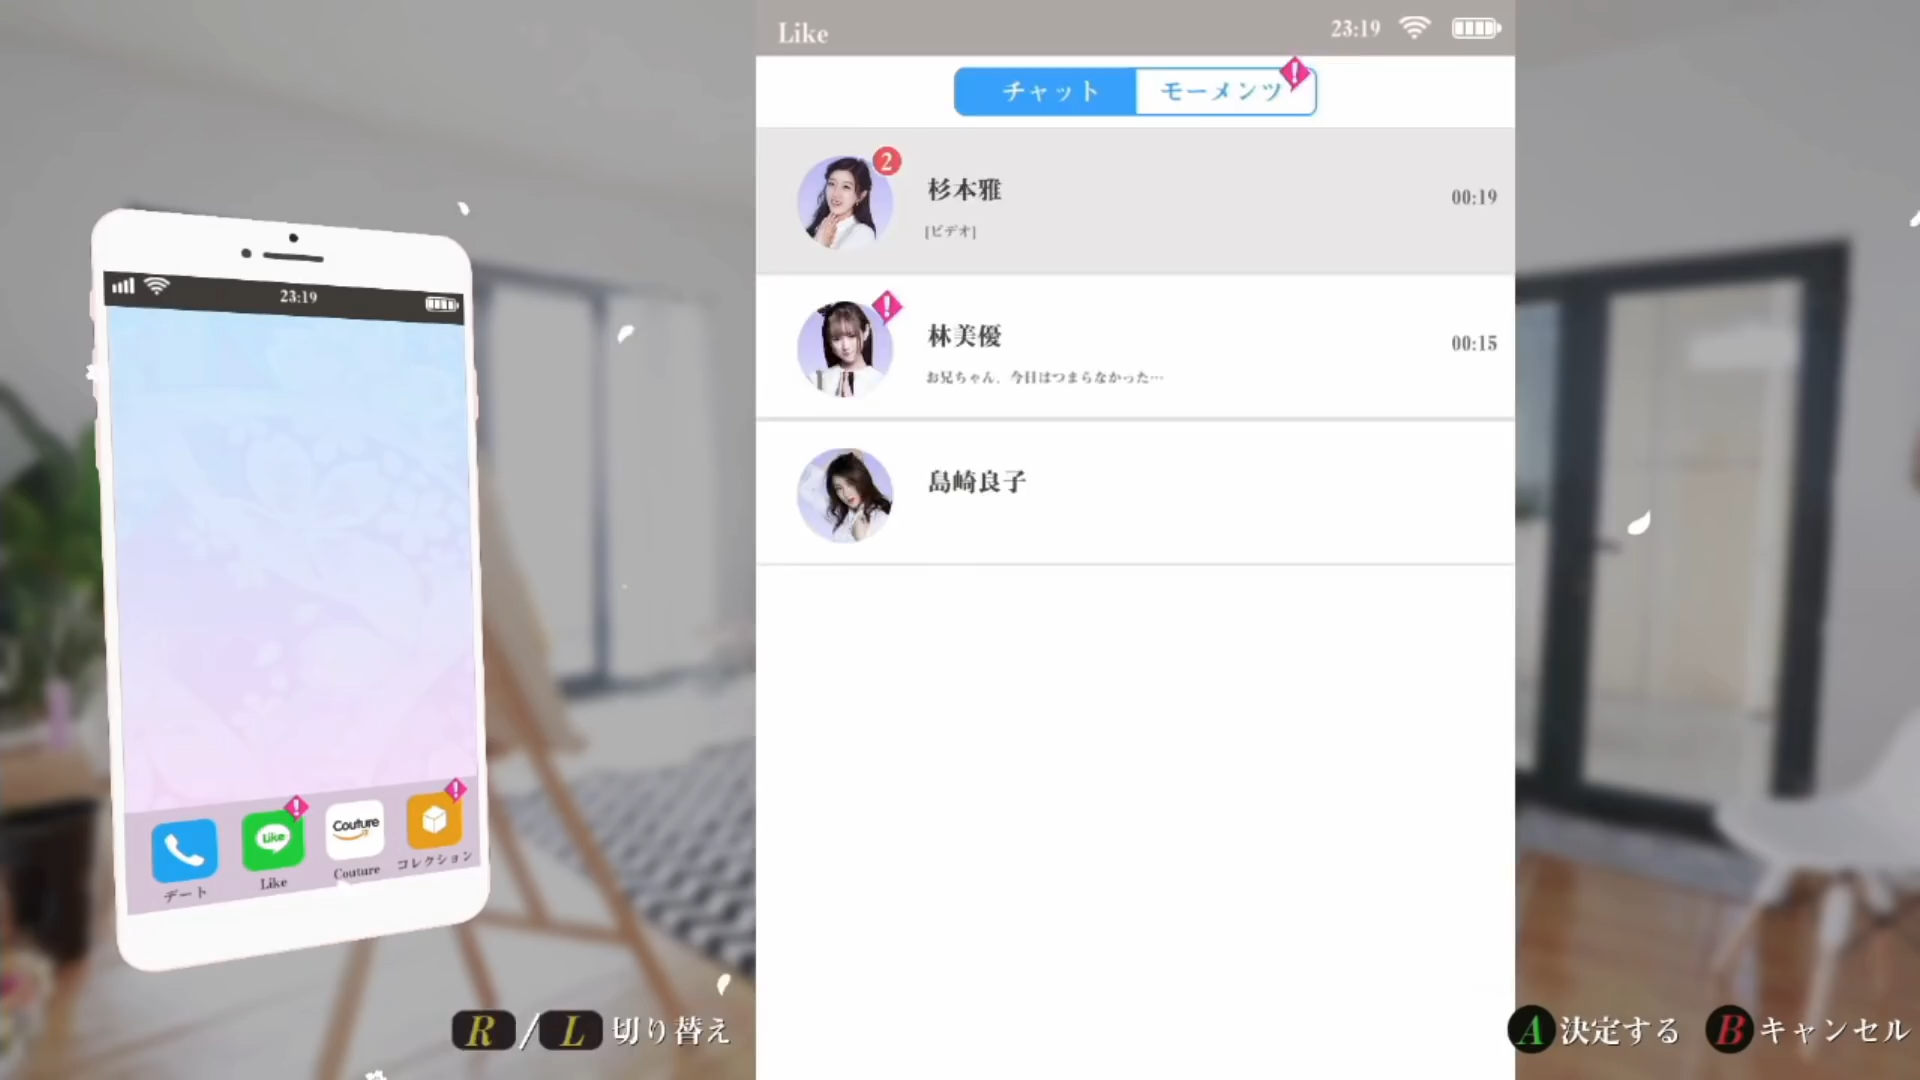 Like
23:19
チャット
モーメンツ
!
2
杉本雅
00:19
[ビデオ]
!
林美優
00:15
お兄ちゃん、今日はつまらなかった…
島崎良子
23:19
!
!
Like
Couture
デート
Like
Couture
コレクション
R/L 切り替え
A 決定する
B キャンセル